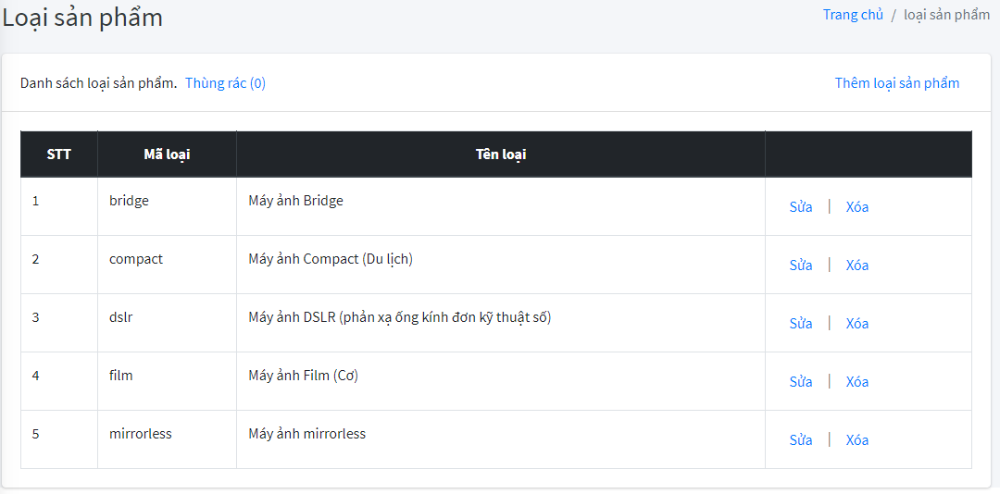 Loại sản phẩm
Trang chủ / loại sản phẩm
Danh sách loại sản phẩm. Thùng rác (0) Thêm loại sản phẩm
STT Mã loại Tên loại
1 bridge Máy ảnh Bridge Sửa | Xóa
2 compact Máy ảnh Compact (Du lịch) Sửa | Xóa
3 dslr Máy ảnh DSLR (phản xạ ống kính đơn kỹ thuật số) Sửa | Xóa
4 film Máy ảnh Film (Cơ) Sửa | Xóa
5 mirrorless Máy ảnh mirrorless Sửa | Xóa